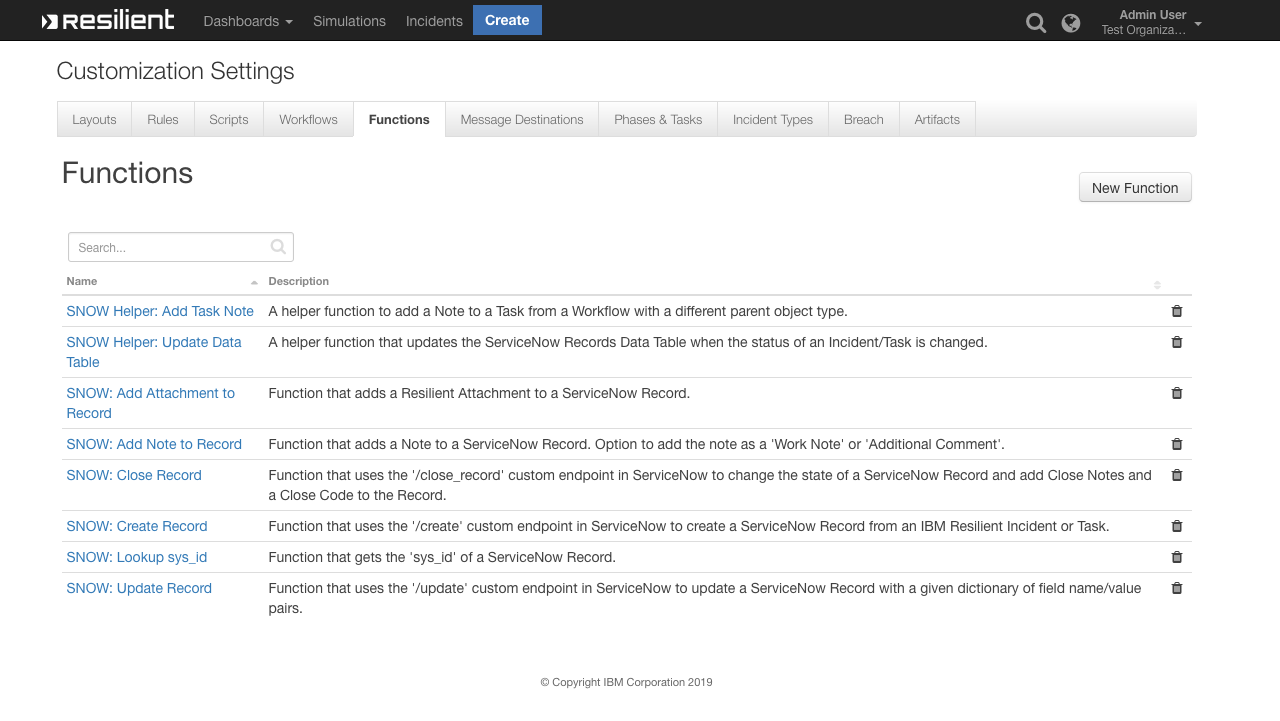 resilient Dashboards Simulations Incidents Create Admin User
Test Organiza...
Customization Settings
Layouts Rules Scripts Workflows Functions Message Destinations Phases & Tasks Incident Types Breach Artifacts
Functions
New Function
Search...
Name Description
SNOW Helper: Add Task Note A helper function to add a Note to a Task from a Workflow with a different parent object type.
SNOW Helper: Update Data A helper function that updates the ServiceNow Records Data Table when the status of an Incident/Task is changed.
Table
SNOW: Add Attachment to Function that adds a Resilient Attachment to a ServiceNow Record.
Record
SNOW: Add Note to Record Function that adds a Note to a ServiceNow Record. Option to add the note as a 'Work Note' or 'Additional Comment'.
SNOW: Close Record Function that uses the '/close_record' custom endpoint in ServiceNow to change the state of a ServiceNow Record and add Close Notes and
a Close Code to the Record.
SNOW: Create Record Function that uses the '/create' custom endpoint in ServiceNow to create a ServiceNow Record from an IBM Resilient Incident or Task.
SNOW: Lookup sys_id Function that gets the 'sys_id' of a ServiceNow Record.
SNOW: Update Record Function that uses the '/update' custom endpoint in ServiceNow to update a ServiceNow Record with a given dictionary of field name/value
pairs.
© Copyright IBM Corporation 2019